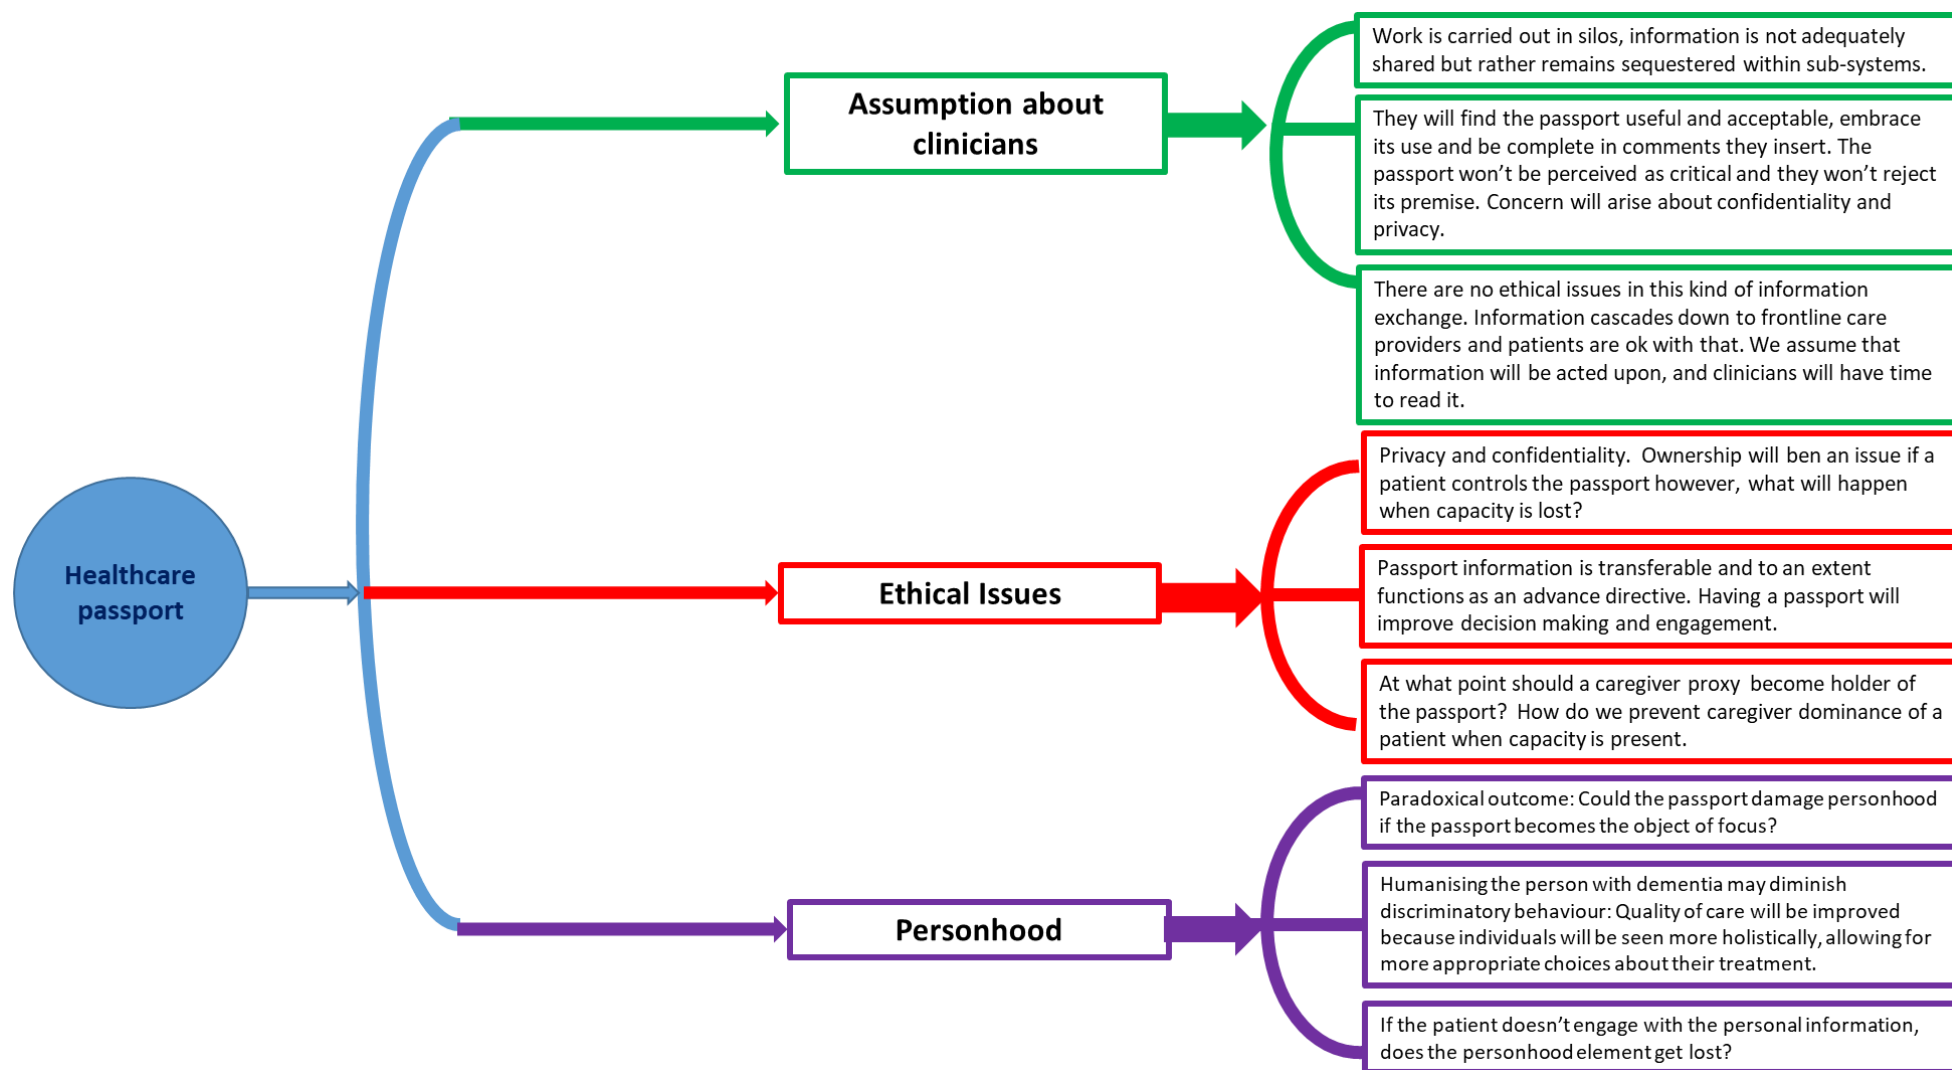 Healthcare
passport
Assumption about
clinicians
Work is carried out in silos, information is not adequately
shared but rather remains sequestered within sub-systems.
They will find the passport useful and acceptable, embrace
its use and be complete in comments they insert. The
passport won’t be perceived as critical and they won’t reject
its premise. Concern will arise about confidentiality and
privacy.
There are no ethical issues in this kind of information
exchange. Information cascades down to frontline care
providers and patients are ok with that. We assume that
information will be acted upon, and clinicians will have time
to read it.
Ethical Issues
Privacy and confidentiality. Ownership will ben an issue if a
patient controls the passport however, what will happen
when capacity is lost?
Passport information is transferable and to an extent
functions as an advance directive. Having a passport will
improve decision making and engagement.
At what point should a caregiver proxy become holder of
the passport? How do we prevent caregiver dominance of a
patient when capacity is present.
Personhood
Paradoxical outcome: Could the passport damage personhood
if the passport becomes the object of focus?
Humanising the person with dementia may diminish
discriminatory behaviour: Quality of care will be improved
because individuals will be seen more holistically, allowing for
more appropriate choices about their treatment.
If the patient doesn’t engage with the personal information,
does the personhood element get lost?